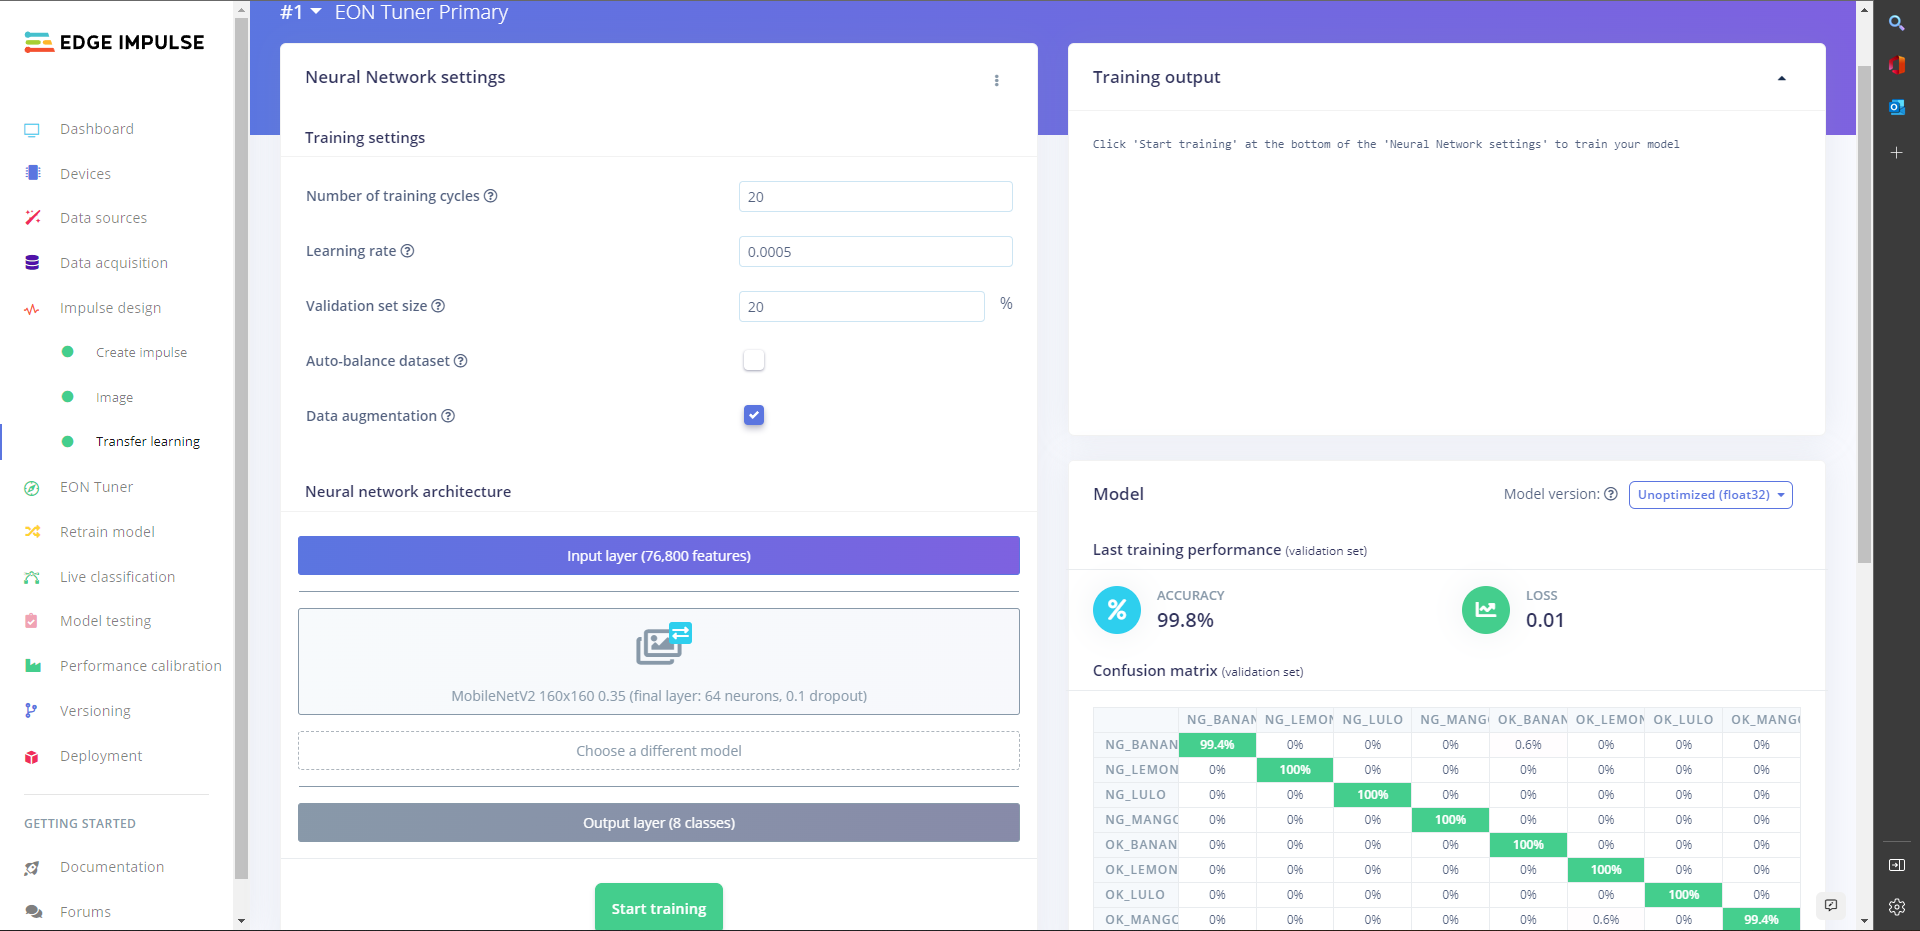 #1 EON Tuner Primary
EDGE IMPULSE
Dashboard
Devices
Data sources
Data acquisition
Impulse design
Create impulse
Image
Transfer learning
EON Tuner
Retrain model
Live classification
Model testing
Performance calibration
Versioning
Deployment
GETTING STARTED
Documentation
Forums
Neural Network settings
Training settings
Number of training cycles 20
Learning rate 0.0005
Validation set size 20 %
Auto-balance dataset
Data augmentation
Neural network architecture
Input layer (76,800 features)
MobileNetV2 160x160 0.35 (final layer: 64 neurons, 0.1 dropout)
Choose a different model
Output layer (8 classes)
Start training
Training output
Click 'Start training' at the bottom of the 'Neural Network settings' to train your model
Model
Model version: Unoptimized (float32)
Last training performance (validation set)
% ACCURACY
99.8%
LOSS
0.01
Confusion matrix (validation set)
NG_BANAN NG_LEMON NG_LULO NG_MANGO OK_BANAN OK_LEMON OK_LULO OK_MANGO
NG_BANAN 99.4% 0% 0% 0% 0.6% 0% 0% 0%
NG_LEMON 0% 100% 0% 0% 0% 0% 0% 0%
NG_LULO 0% 0% 100% 0% 0% 0% 0% 0%
NG_MANGO 0% 0% 0% 100% 0% 0% 0% 0%
OK_BANAN 0% 0% 0% 0% 100% 0% 0% 0%
OK_LEMON 0% 0% 0% 0% 0% 100% 0% 0%
OK_LULO 0% 0% 0% 0% 0% 0% 100% 0%
OK_MANGO 0% 0% 0% 0% 0% 0.6% 0% 99.4%